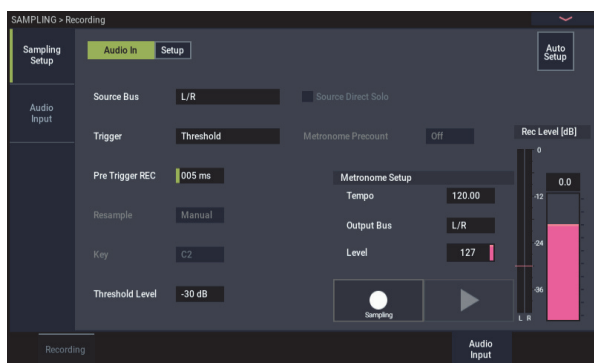 SAMPLING > Recording
Sampling
Setup
Audio In
Setup
Auto
Setup
Audio
Input
Source Bus
L/R
Source Direct Solo
Trigger
Threshold
Metronome Precount
Off
Rec Level [dB]
Pre Trigger REC
005 ms
Metronome Setup
Tempo
120.00
Resample
Manual
Output Bus
L/R
Key
C2
Level
127
Threshold Level
-30 dB
Sampling
0
-12
-24
-36
0.0
L R
Recording
Audio
Input